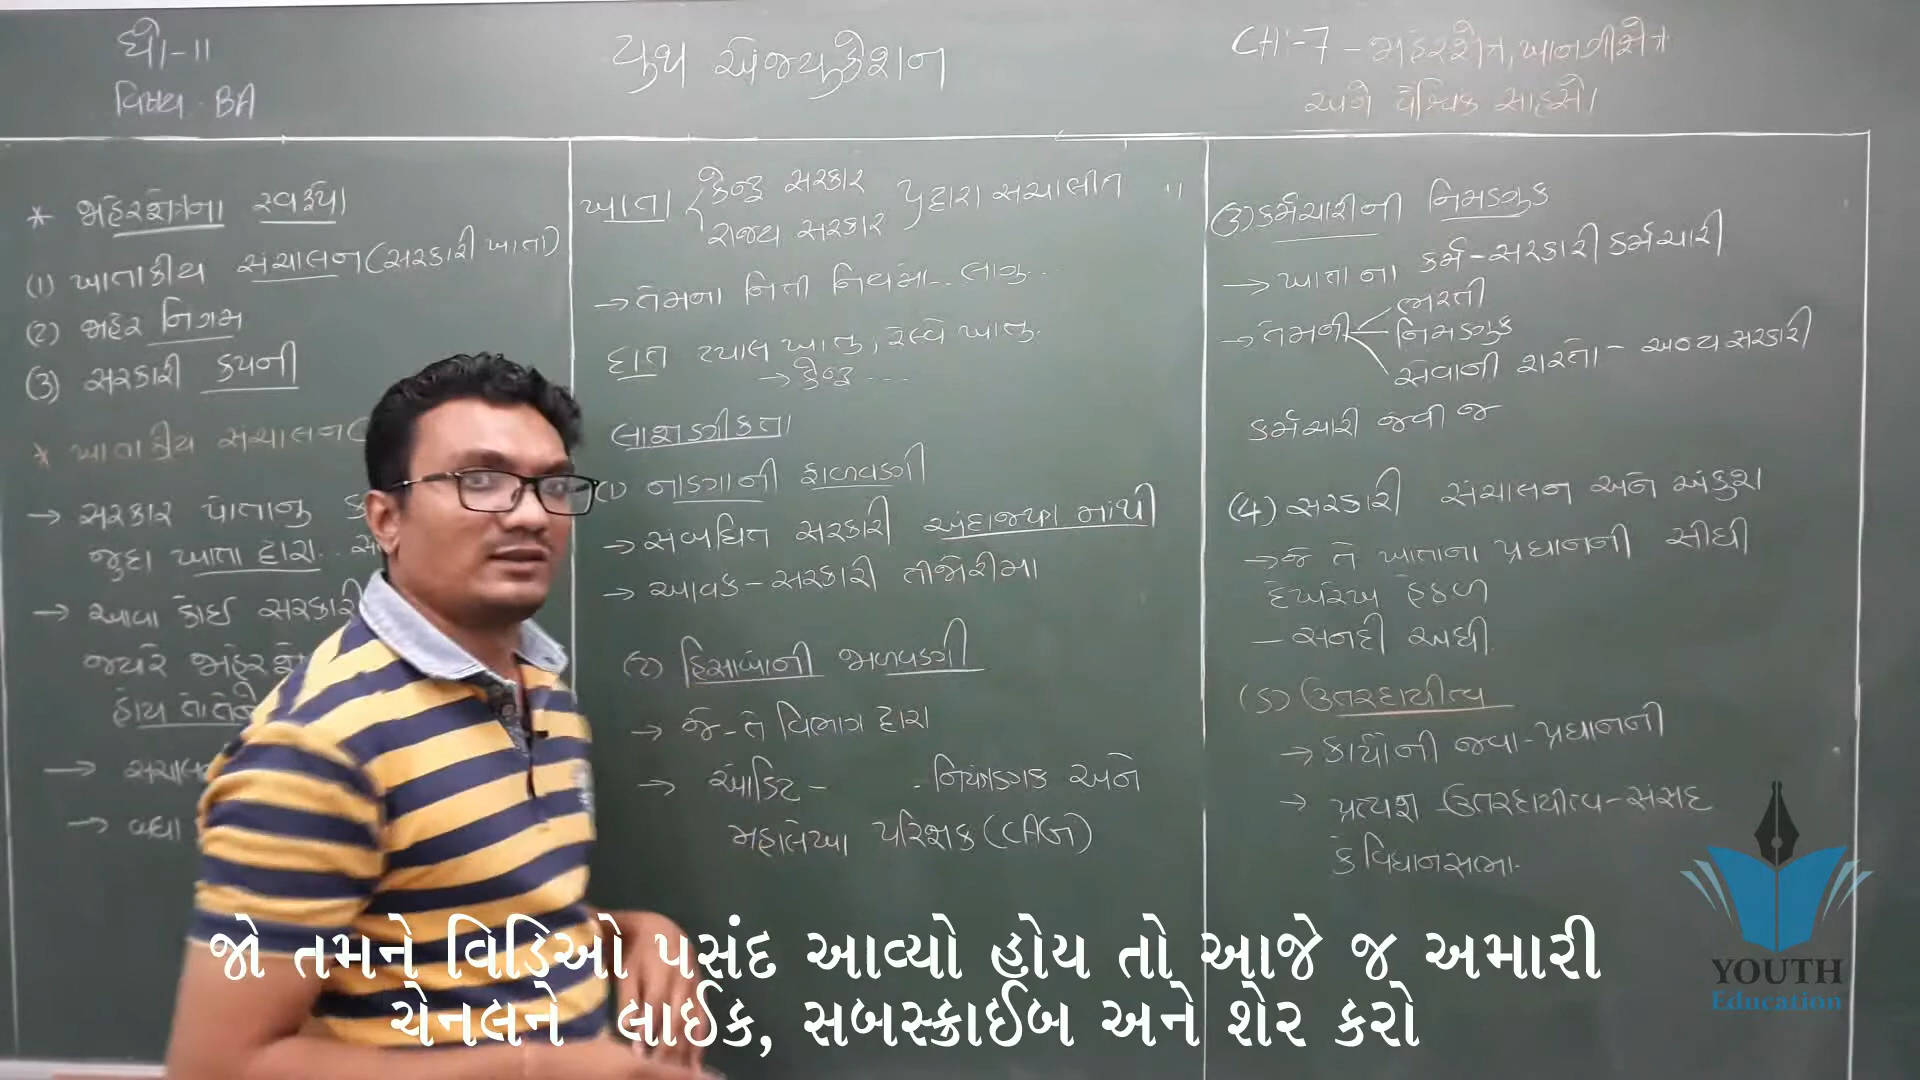 ધો-11
વિષય. BA
યુથ એજ્યુકેશન
CH-7 - જાહેરક્ષેત્ર, ખાનગીક્ષેત્ર
અને વૈશ્વિક સાહસો
* જાહેરક્ષેત્રના સ્વરૂપો
(1) ખાતાકીય સંચાલન (સરકારી ખાતા)
(2) જાહેર નિગમ
(3) સરકારી કંપની
* ખાતાકીય સંચાલન (
→ સરકાર પોતાનુ
જુદા ખાતા દ્વારા..
→ આવા કોઈ સરકારી
જયારે જાહેરક્ષે
હોય તો તેની
→
→ વધા
ખાતા કેન્દ્ર સરકાર
રાજ્ય સરકાર દ્વારા સંચાલીત
→ તેમના નિતી નિયમો.. લાગુ..
દા.ત ટપાલ ખાતુ, રેલ્વે ખાતુ.
→ કેન્દ્ર ...
લાક્ષણીકતા
(1) નાણાની ફાળવણી
→ સંબધિત સરકારી અંદાજપત્ર માંથી
→ આવક - સરકારી તીજોરીમાં
(2) હિસાબોની જાળવણી
→ જે-તે વિભાગ દ્વારા
→ ઓડિટ - નિયંત્રણક અને
મહાલેખા પરિક્ષક (CAG)
(3) કર્મચારીની નિમણૂક
→ ખાતા ના કર્મ - સરકારી કર્મચારી
→ તેમની ભરતી
નિમણૂક
સેવાની શરતો - અન્ય સરકારી
કર્મચારી જેવી જ
(4) સરકારી સંચાલન અને અંકુશ
→ જે તે ખાતાના પ્રધાનની સીધી
દેખરેખ હેઠળ
- સનદી અધી.
(5) ઉતરદાયીત્વ
→ કાર્યોની જવા - પ્રધાનની
→ પ્રત્યક્ષ ઉતરદાયીત્વ - સંસદ
કે વિધાનસભા.
જો તમને વિડિઓ પસંદ આવ્યો હોય તો આજે જ અમારી
ચેનલને લાઈક, સબસ્ક્રાઈબ અને શેર કરો
YOUTH
Education